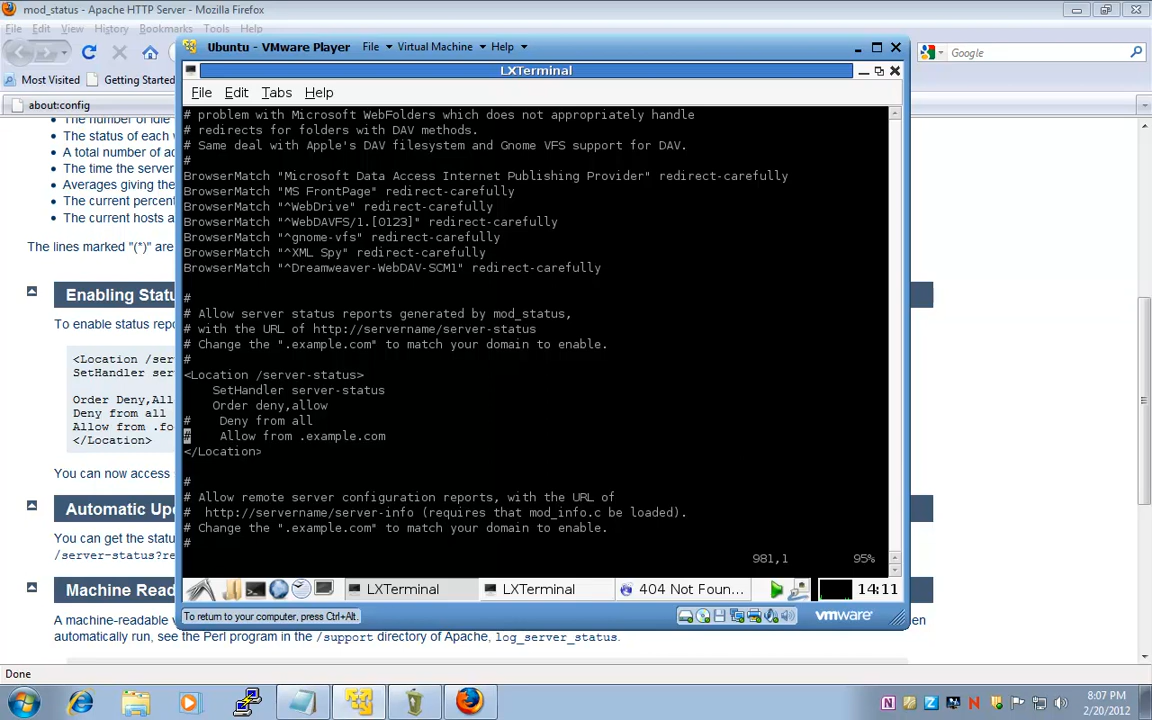 mod_status - Apache HTTP Server - Mozilla Firefox
File Edit View History Bookmarks Tools Help
Google
Most Visited Getting Started
about:config
The number of idle
The status of each
A total number of
The time the server
Averages giving the
The current percent
The current hosts a
The lines marked "(*)" are
Enabling Statu
To enable status repo
<Location /serv
SetHandler serv
Order Deny,All
Deny from all
Allow from .fo
</Location>
You can now access
Automatic Upd
You can get the status
/server-status?re
Machine Read
A machine-readable
en
automatically run, see the Perl program in the /support directory of Apache, log_server_status.
Done
Ubuntu - VMware Player File Virtual Machine Help
LXTerminal
File Edit Tabs Help
# problem with Microsoft WebFolders which does not appropriately handle
# redirects for folders with DAV methods.
# Same deal with Apple's DAV filesystem and Gnome VFS support for DAV.
#
BrowserMatch "Microsoft Data Access Internet Publishing Provider" redirect-carefully
BrowserMatch "MS FrontPage" redirect-carefully
BrowserMatch "^WebDrive" redirect-carefully
BrowserMatch "^WebDAVFS/1.[0123]" redirect-carefully
BrowserMatch "^gnome-vfs" redirect-carefully
BrowserMatch "^XML Spy" redirect-carefully
BrowserMatch "^Dreamweaver-WebDAV-SCM1" redirect-carefully
#
# Allow server status reports generated by mod_status,
# with the URL of http://servername/server-status
# Change the ".example.com" to match your domain to enable.
#
<Location /server-status>
SetHandler server-status
Order deny,allow
# Deny from all
# Allow from .example.com
</Location>
#
# Allow remote server configuration reports, with the URL of
# http://servername/server-info (requires that mod_info.c be loaded).
# Change the ".example.com" to match your domain to enable.
#
981,1 95%
LXTerminal LXTerminal 404 Not Foun... 14:11
To return to your computer, press Ctrl+Alt.
vmware
8:07 PM
2/20/2012